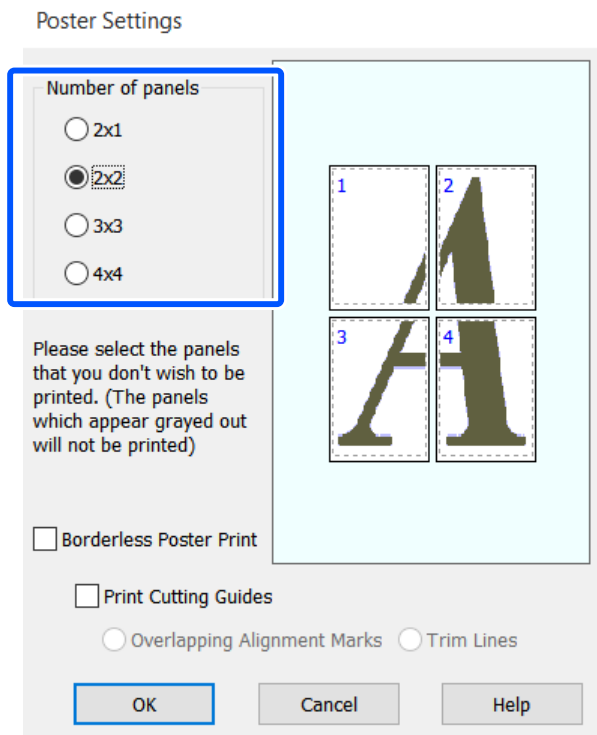 Poster Settings
Number of panels
2x1
2x2
3x3
4x4
1
2
3
4
Please select the panels
that you don't wish to be
printed. (The panels
which appear grayed out
will not be printed)
Borderless Poster Print
Print Cutting Guides
Overlapping Alignment Marks Trim Lines
OK Cancel Help